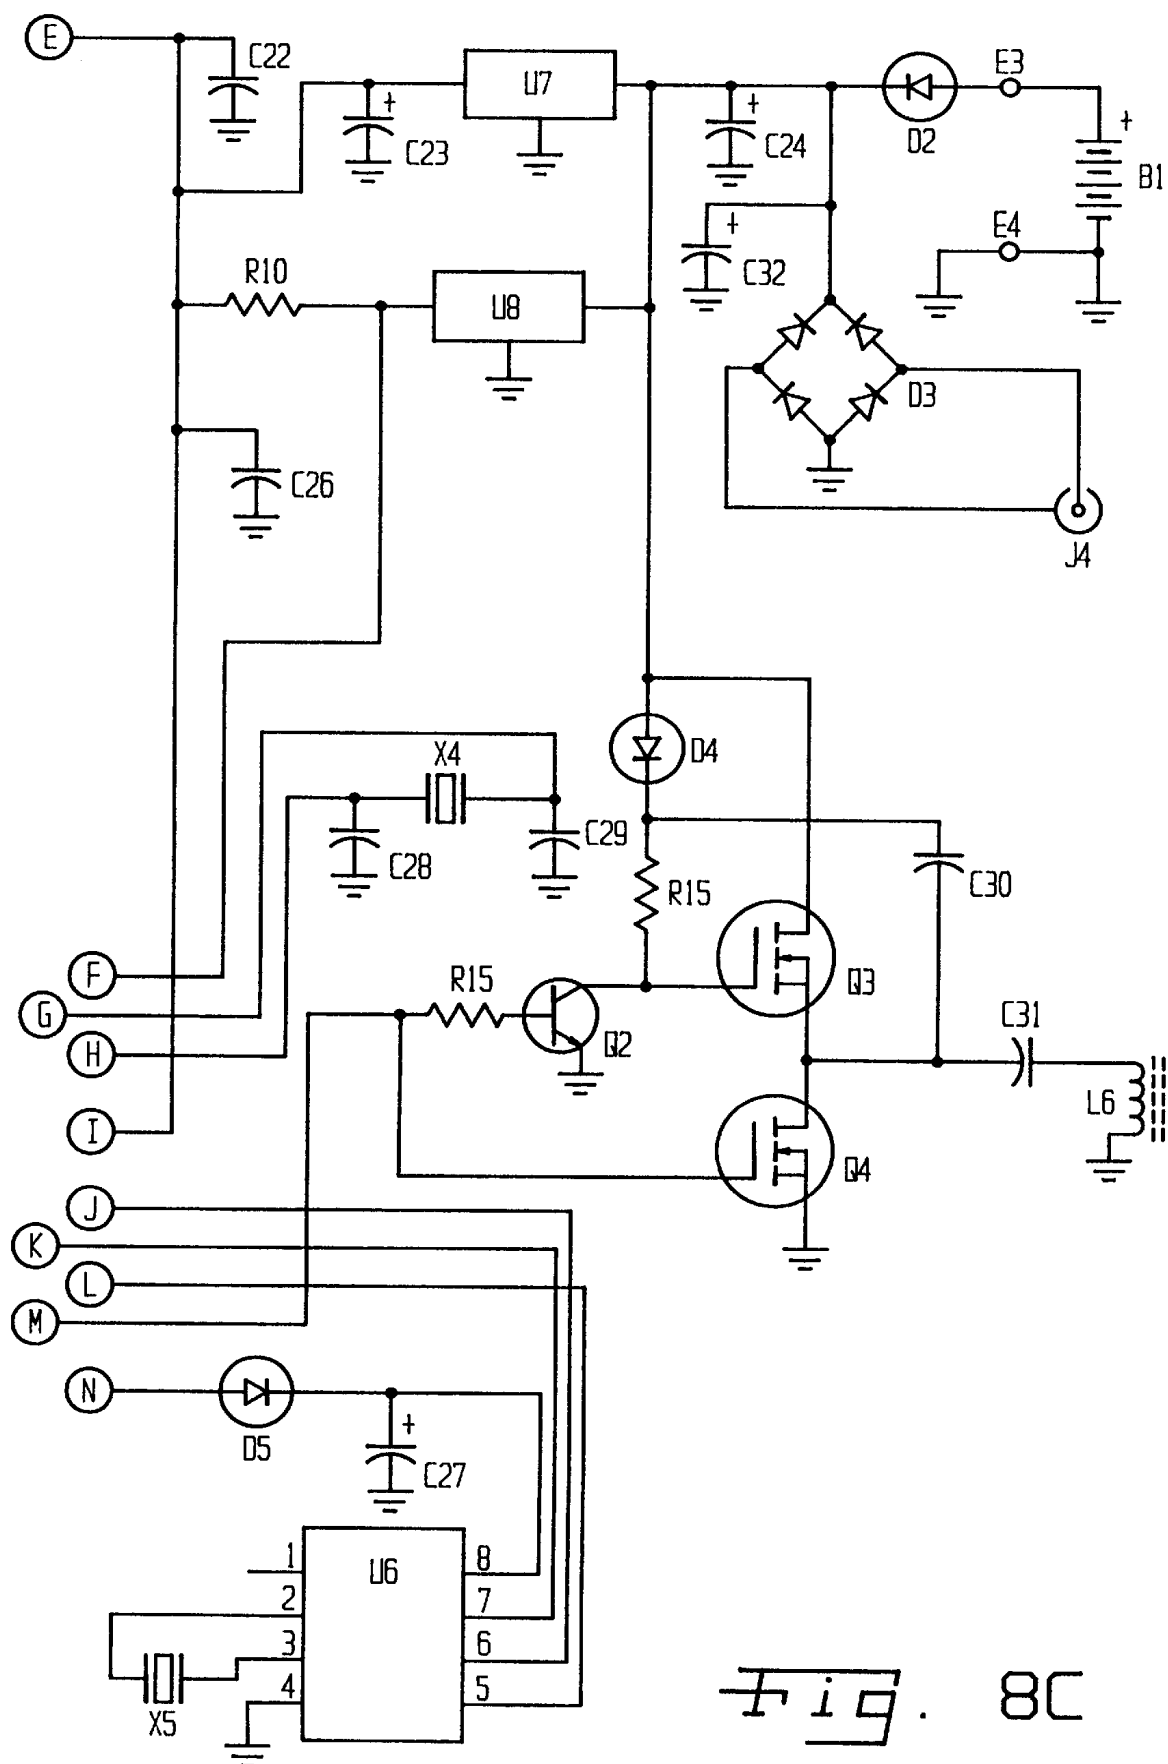 E
C22
U7
E3
+
C23
+
C24
D2
+
B1
+
C32
E4
R10
U8
D3
C26
J4
X4
D4
C28
C29
R15
C30
F
G
R15
Q3
H
Q2
C31
I
L6
Q4
J
K
L
M
N
D5
+
C27
1
U6
8
2
7
3
6
4
5
X5
Fig. 8C